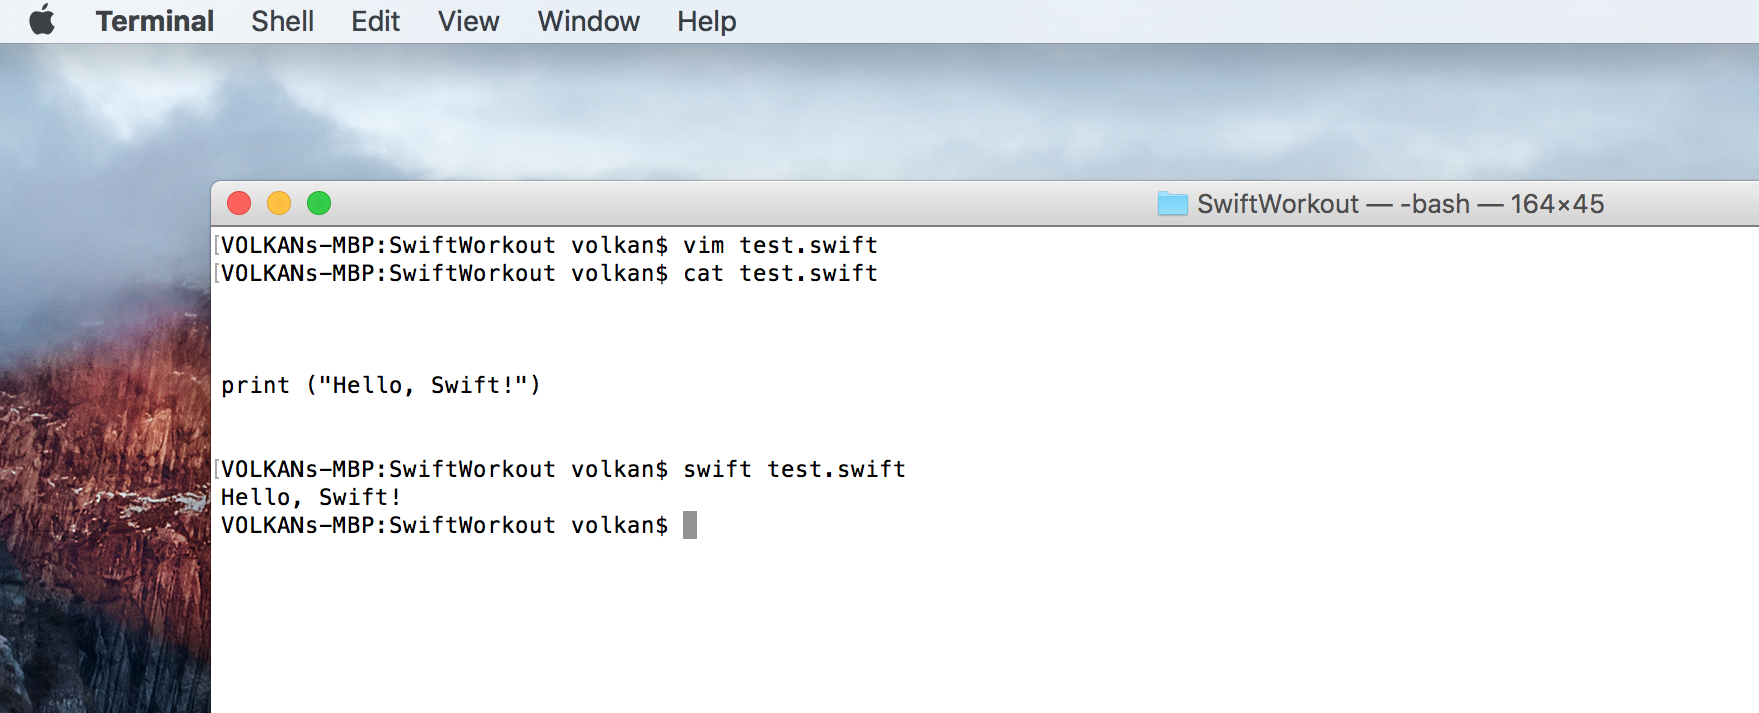 Terminal Shell Edit View Window Help
SwiftWorkout — -bash — 164×45
VOLKANs-MBP:SwiftWorkout volkan$ vim test.swift
VOLKANs-MBP:SwiftWorkout volkan$ cat test.swift
print ("Hello, Swift!")
VOLKANs-MBP:SwiftWorkout volkan$ swift test.swift
Hello, Swift!
VOLKANs-MBP:SwiftWorkout volkan$